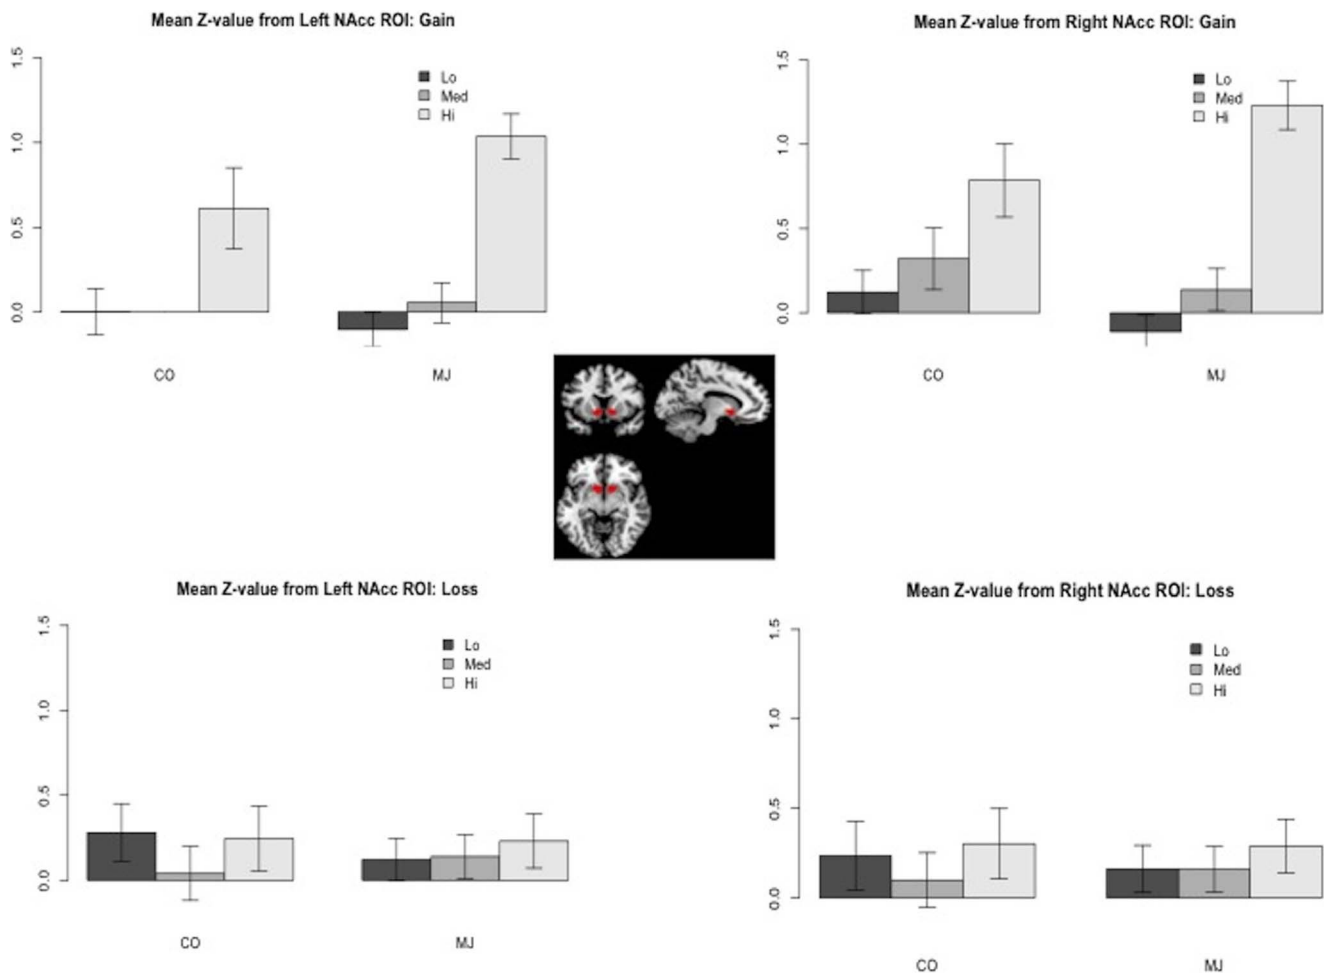 Mean Z-value from Left NAcc ROI: Gain
1.5
1.0
0.5
0.0
Lo
Med
Hi
CO
MJ
Mean Z-value from Right NAcc ROI: Gain
1.5
1.0
0.5
0.0
Lo
Med
Hi
CO
MJ
Mean Z-value from Left NAcc ROI: Loss
1.5
1.0
0.5
0.0
Lo
Med
Hi
CO
MJ
Mean Z-value from Right NAcc ROI: Loss
1.5
1.0
0.5
0.0
Lo
Med
Hi
CO
MJ